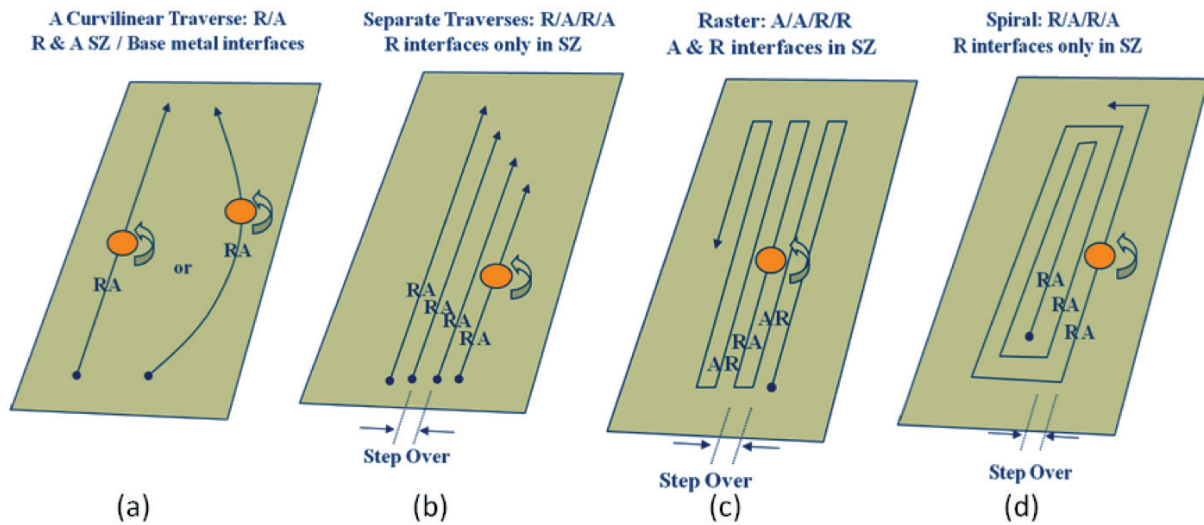 A Curvilinear Traverse: R/A
R & A SZ / Base metal interfaces
Separate Traverses: R/A/R/A
R interfaces only in SZ
Raster: A/A/R/R
A & R interfaces in SZ
Spiral: R/A/R/A
R interfaces only in SZ
RA
or
RA
RA
RA
RA
RA
AR
RA
AR
RA
RA
RA
Step Over
Step Over
Step Over
(a)
(b)
(c)
(d)